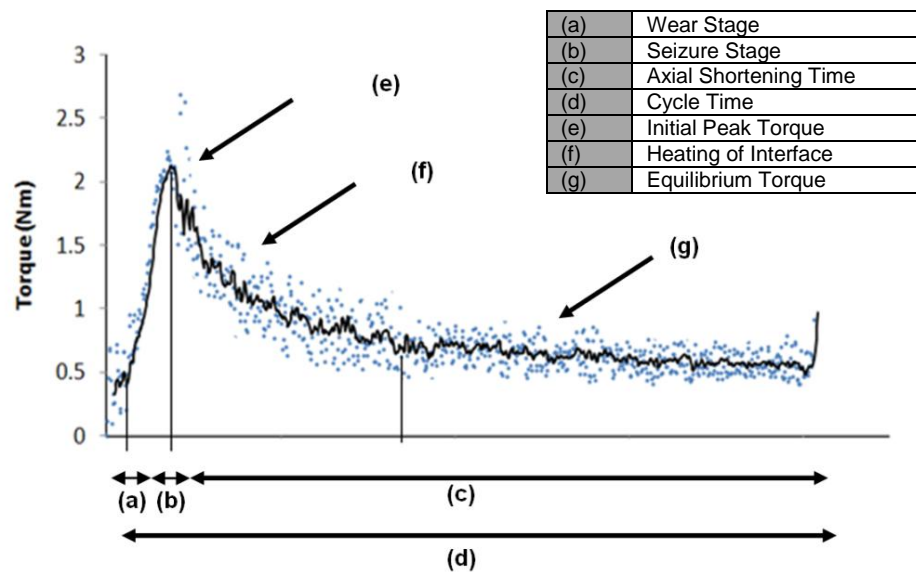 (a) Wear Stage
(b) Seizure Stage
(c) Axial Shortening Time
(d) Cycle Time
(e) Initial Peak Torque
(f) Heating of Interface
(g) Equilibrium Torque
3
2.5
2
1.5
1
0.5
0
Torque (Nm)
(e)
(f)
(g)
(a)
(b)
(c)
(d)